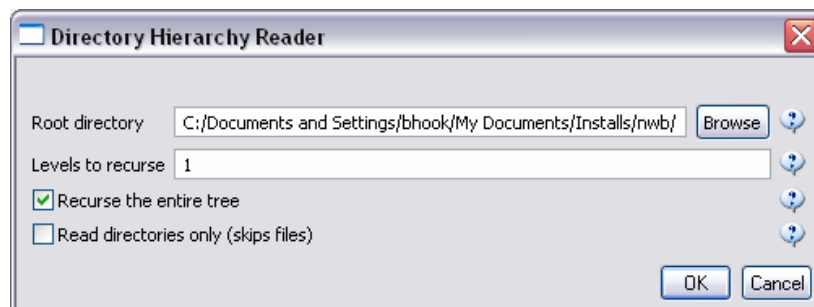 Directory Hierarchy Reader
Root directory C:/Documents and Settings/bhook/My Documents/Installs/nwb/ Browse ?
Levels to recurse 1 ?
Recurse the entire tree ?
Read directories only (skips files) ?
OK Cancel